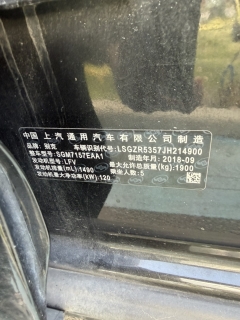 中国上汽通用汽车有限公司制造
品牌：别克 车辆识别代号：LSGZR5357JH214900
整车型号：SGM7157EAA1 制造年月：2018-09
发动机型号：LFV 最大允许总质量(kg)：1900
发动机排量(mL)：1490 乘坐人数：5
发动机最大净功率(kW)：120